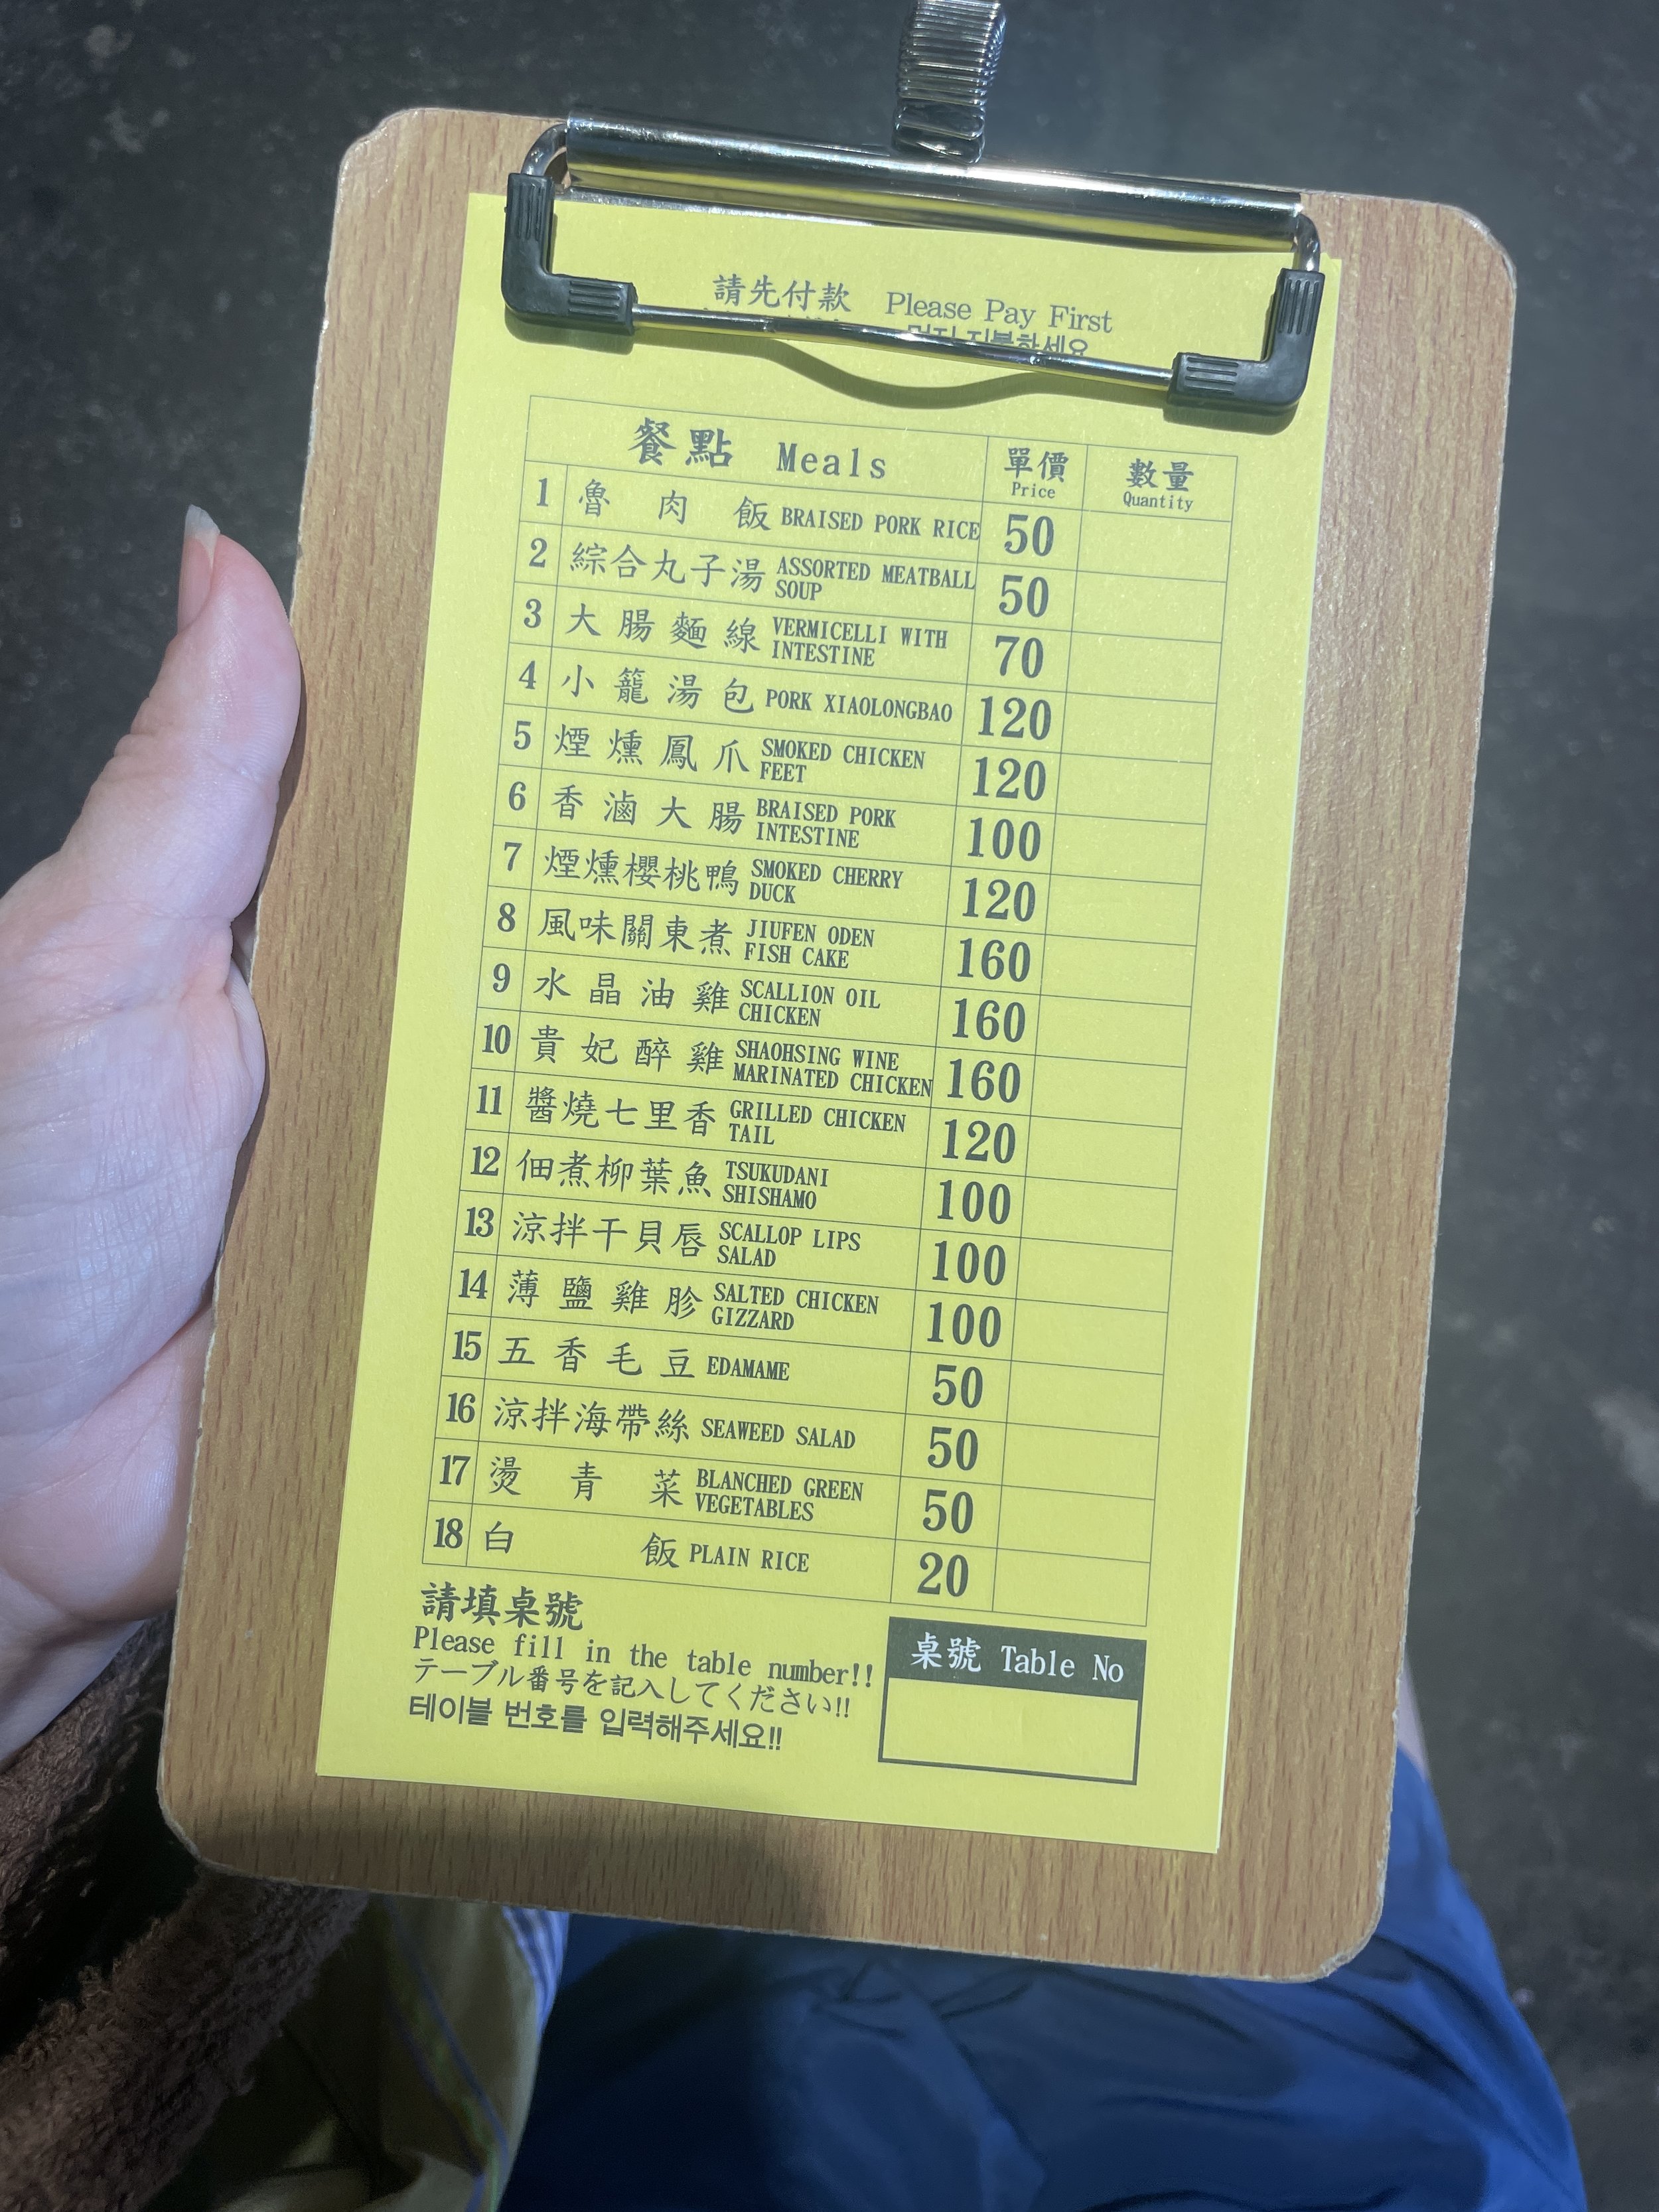 請先付款 Please Pay First
먼저 지불하세요
餐點 Meals 單價 Price 數量 Quantity
1 魯肉飯 BRAISED PORK RICE 50
2 綜合丸子湯 ASSORTED MEATBALL SOUP 50
3 大腸麵線 VERMICELLI WITH INTESTINE 70
4 小籠湯包 PORK XIAOLONGBAO 120
5 煙燻鳳爪 SMOKED CHICKEN FEET 120
6 香滷大腸 BRAISED PORK INTESTINE 100
7 煙燻櫻桃鴨 SMOKED CHERRY DUCK 120
8 風味關東煮 JIUFEN ODEN FISH CAKE 160
9 水晶油雞 SCALLION OIL CHICKEN 160
10 貴妃醉雞 SHAOHSING WINE MARINATED CHICKEN 160
11 醬燒七里香 GRILLED CHICKEN TAIL 120
12 佃煮柳葉魚 TSUKUDANI SHISHAMO 100
13 涼拌干貝唇 SCALLOP LIPS SALAD 100
14 薄鹽雞胗 SALTED CHICKEN GIZZARD 100
15 五香毛豆 EDAMAME 50
16 涼拌海帶絲 SEAWEED SALAD 50
17 燙青菜 BLANCHED GREEN VEGETABLES 50
18 白飯 PLAIN RICE 20
請填桌號
Please fill in the table number!!
テーブル番号を記入してください!!
테이블 번호를 입력해주세요!!
桌號 Table No